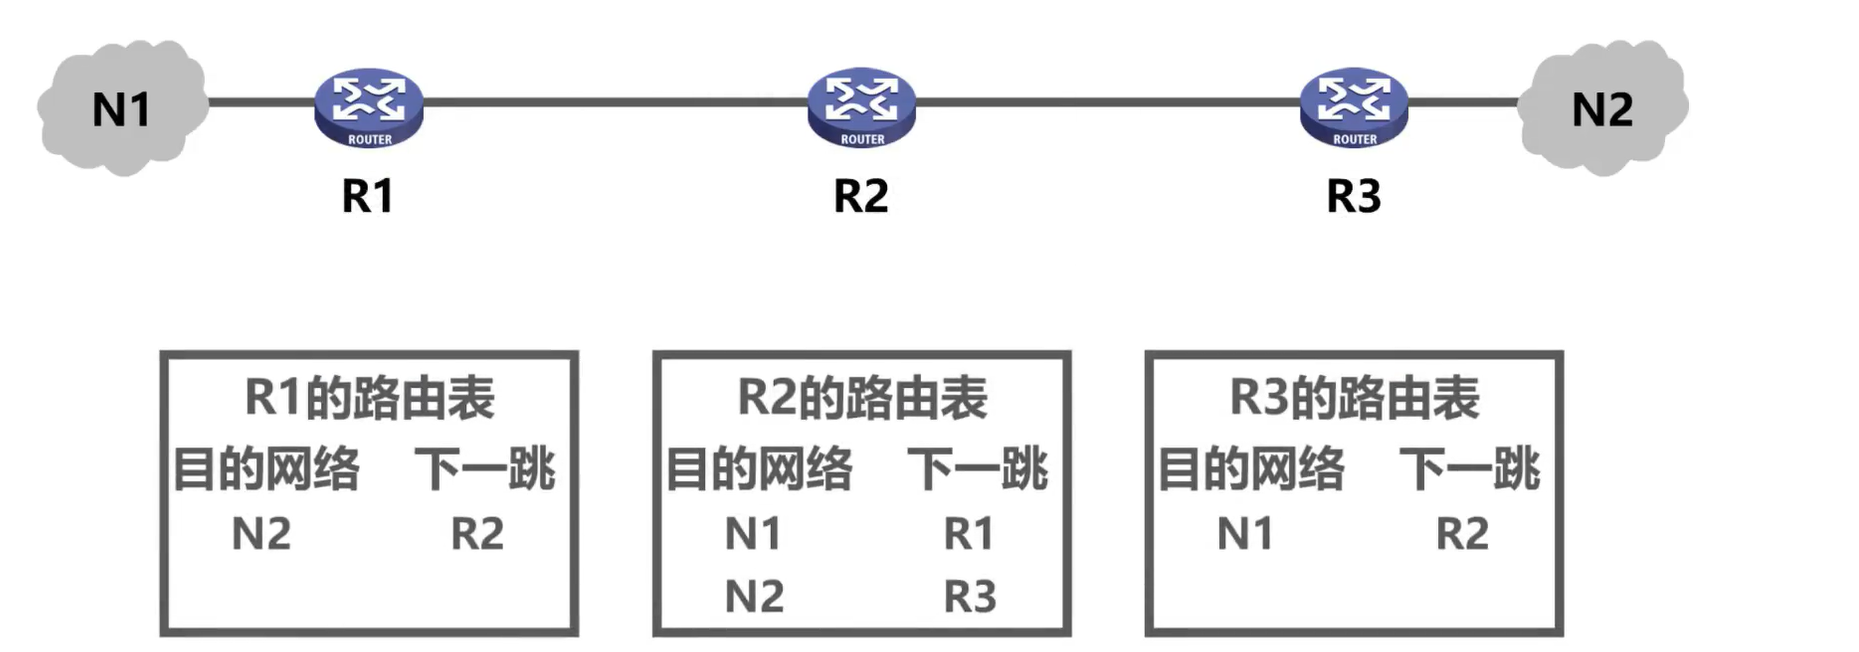 N1
N2
ROUTER
ROUTER
ROUTER
R1
R2
R3
R1的路由表
目的网络 下一跳
N2 R2
R2的路由表
目的网络 下一跳
N1 R1
N2 R3
R3的路由表
目的网络 下一跳
N1 R2